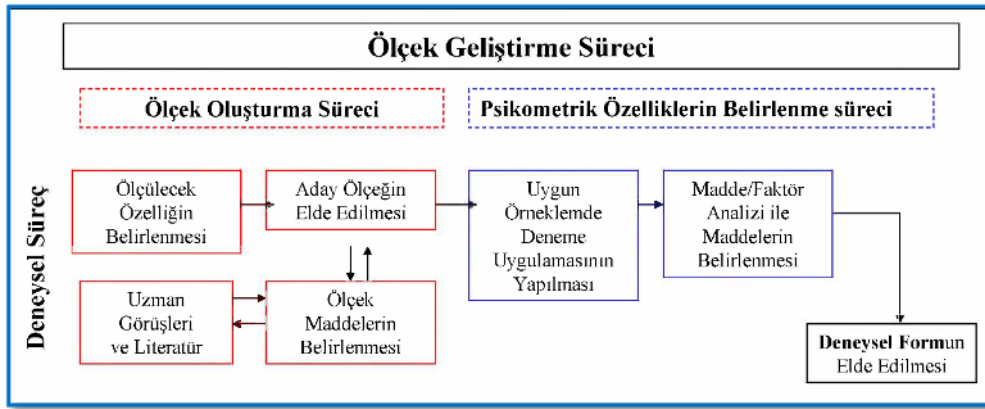 Ölçek Geliştirme Süreci
Ölçek Oluşturma Süreci
Psikometrik Özelliklerin Belirlenme süreci
Deneysel Süreç
Ölçülecek
Özelliğin
Belirlenmesi
Aday Ölçeğin
Elde Edilmesi
Uygun
Örneklemde
Deneme
Uygulamasının
Yapılması
Madde/Faktör
Analizi ile
Maddelerin
Belirlenmesi
Uzman
Görüşleri
ve Literatür
Ölçek
Maddelerin
Belirlenmesi
Deneysel Formun
Elde Edilmesi